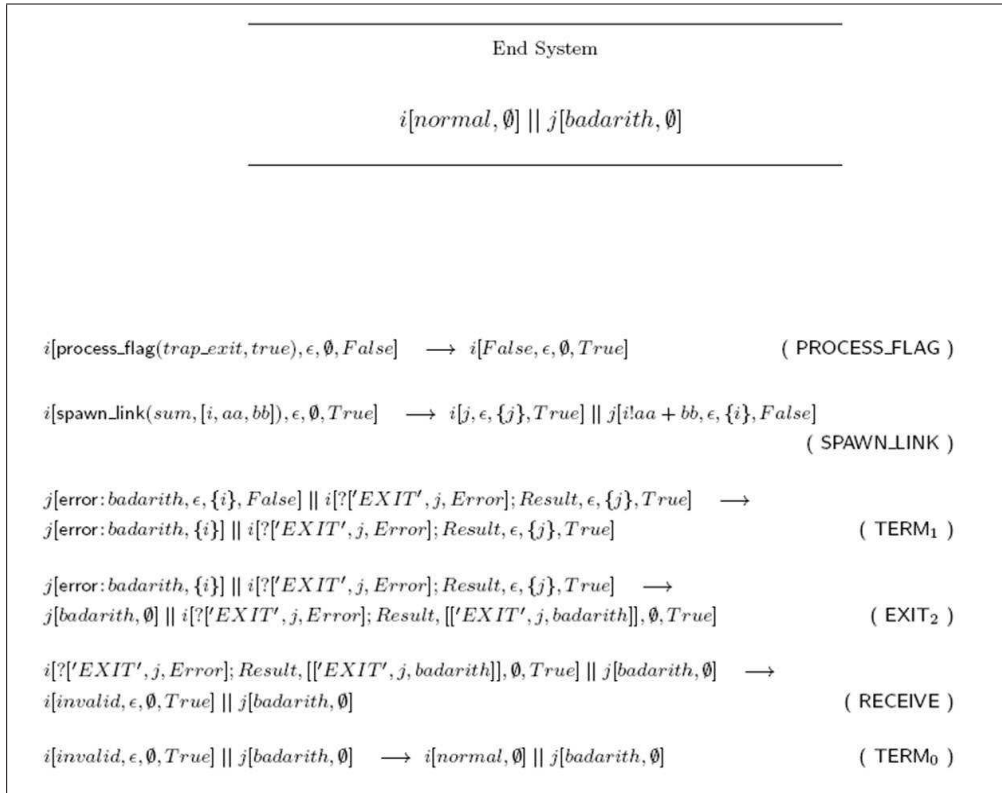 End System
i[normal, ∅] || j[badarith, ∅]
i[process_flag(trap_exit, true), ϵ, ∅, False] ⟶ i[False, ϵ, ∅, True] ( PROCESS_FLAG )
i[spawn_link(sum, [i, aa, bb]), ϵ, ∅, True] ⟶ i[j, ϵ, {j}, True] || j[i!aa + bb, ϵ, {i}, False]
( SPAWN_LINK )
j[error: badarith, ϵ, {i}, False] || i[?['EXIT', j, Error]; Result, ϵ, {j}, True] ⟶
j[error: badarith, {i}] || i[?['EXIT', j, Error]; Result, ϵ, {j}, True] ( TERM₁ )
j[error: badarith, {i}] || i[?['EXIT', j, Error]; Result, ϵ, {j}, True] ⟶
j[badarith, ∅] || i[?['EXIT', j, Error]; Result, [['EXIT', j, badarith]], ∅, True] ( EXIT₂ )
i[?['EXIT', j, Error]; Result, [['EXIT', j, badarith]], ∅, True] || j[badarith, ∅] ⟶
i[invalid, ϵ, ∅, True] || j[badarith, ∅] ( RECEIVE )
i[invalid, ϵ, ∅, True] || j[badarith, ∅] ⟶ i[normal, ∅] || j[badarith, ∅] ( TERM₀ )